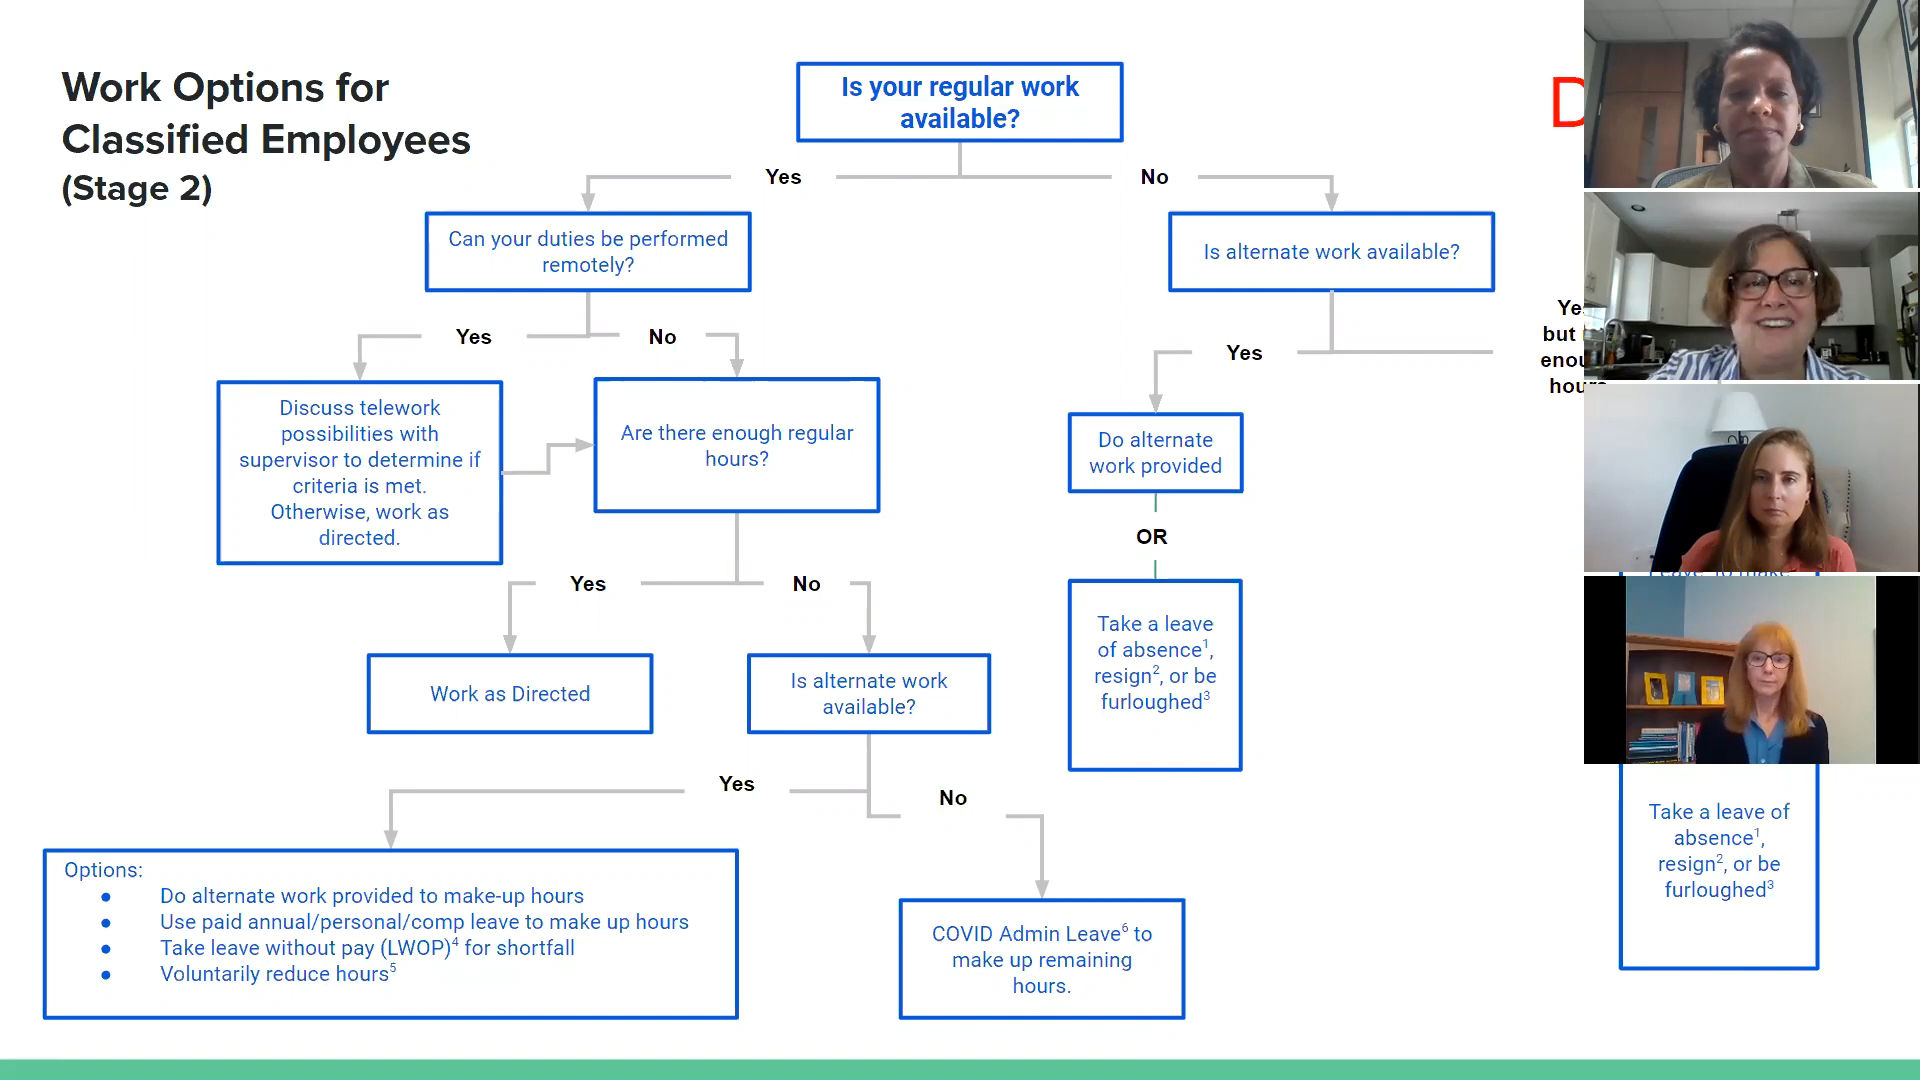 Work Options for
Classified Employees
(Stage 2)
Is your regular work
available?
Yes
No
Can your duties be performed
remotely?
Is alternate work available?
Yes
No
Yes
but
hours
Discuss telework
possibilities with
supervisor to determine if
criteria is met.
Otherwise, work as
directed.
Are there enough regular
hours?
Do alternate
work provided
OR
Take a leave
of absence¹,
resign², or be
furloughed³
Yes
No
Work as Directed
Is alternate work
available?
Yes
No
Options:
● Do alternate work provided to make-up hours
● Use paid annual/personal/comp leave to make up hours
● Take leave without pay (LWOP)⁴ for shortfall
● Voluntarily reduce hours⁵
COVID Admin Leave⁶ to
make up remaining
hours.
Take a leave of
absence¹,
resign², or be
furloughed³